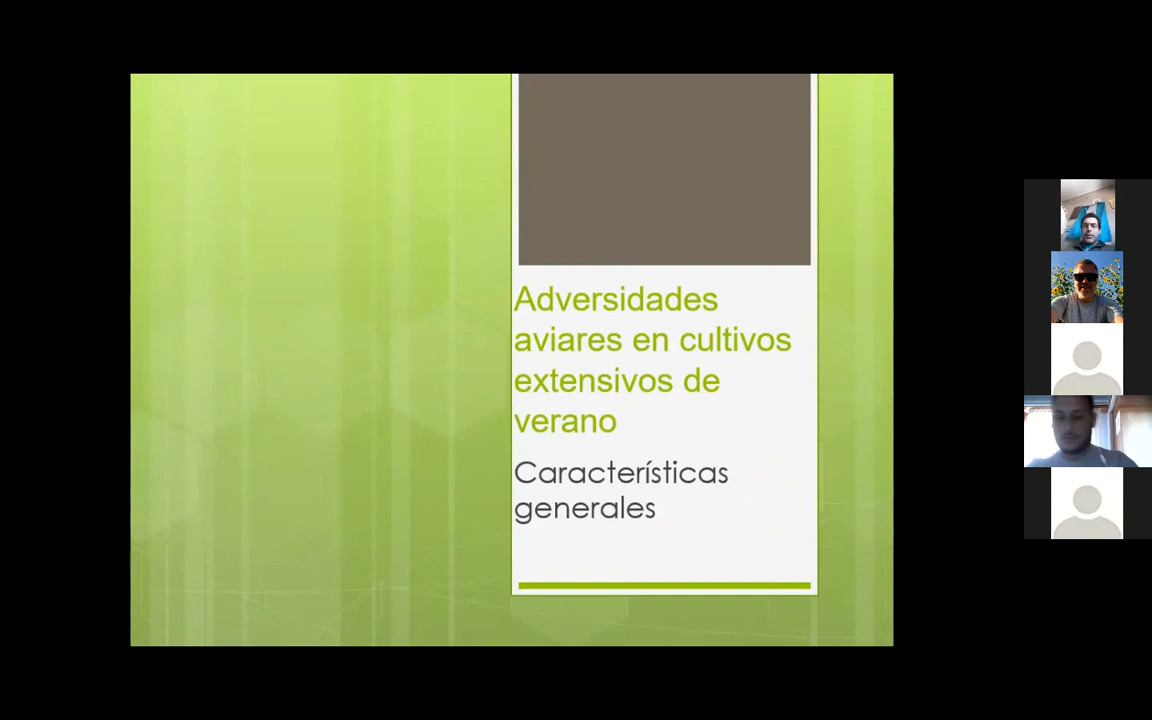 Adversidades
aviares en cultivos
extensivos de
verano
Características
generales